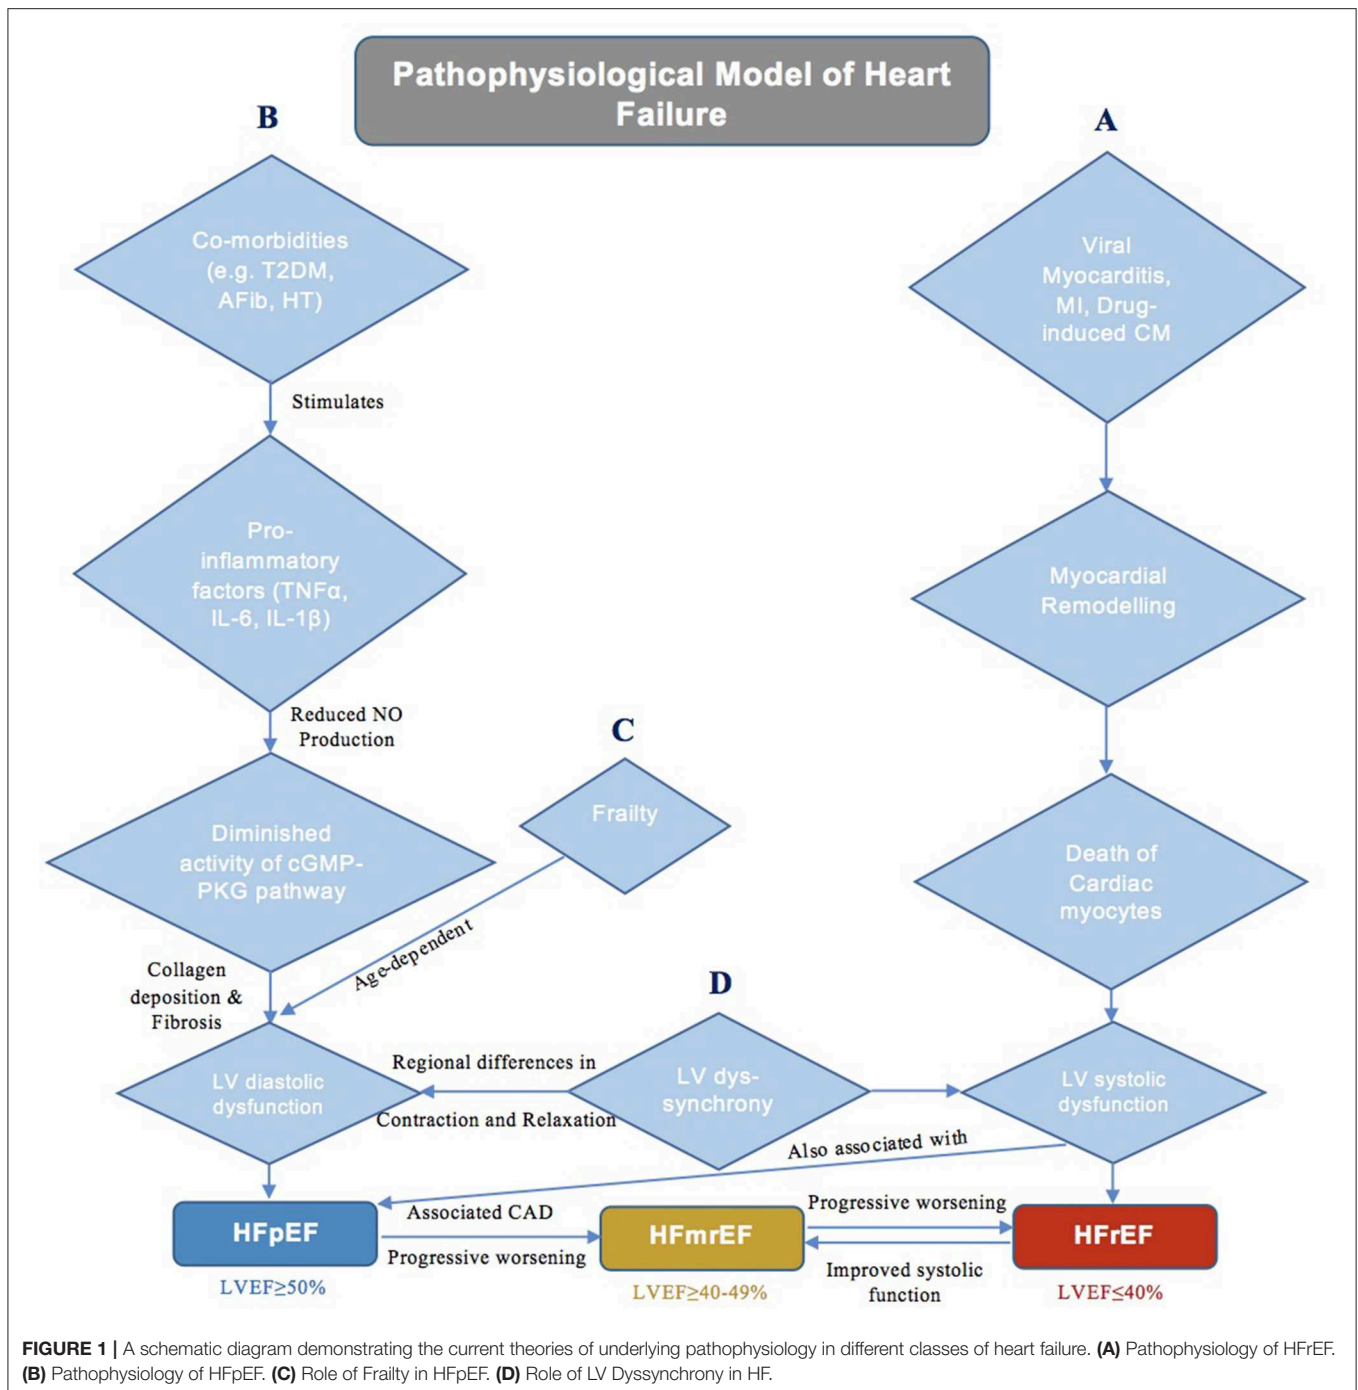 Pathophysiological Model of Heart
Failure
B
A
Co-morbidities
(e.g. T2DM,
AFib, HT)
Viral
Myocarditis,
MI, Drug-
induced CM
Stimulates
Pro-
inflammatory
factors (TNFα,
IL-6, IL-1β)
Myocardial
Remodelling
Reduced NO
Production
C
Frailty
Diminished
activity of cGMP-
PKG pathway
Death of
Cardiac
myocytes
Age-dependent
Collagen
deposition &
Fibrosis
D
LV diastolic
dysfunction
Regional differences in
Contraction and Relaxation
LV dys-
synchrony
LV systolic
dysfunction
Also associated with
HFpEF
Associated CAD
Progressive worsening
HFmrEF
Progressive worsening
Improved systolic
function
HFrEF
LVEF≥50%
LVEF≥40-49%
LVEF≤40%
FIGURE 1 | A schematic diagram demonstrating the current theories of underlying pathophysiology in different classes of heart failure. (A) Pathophysiology of HFrEF.
(B) Pathophysiology of HFpEF. (C) Role of Frailty in HFpEF. (D) Role of LV Dyssynchrony in HF.